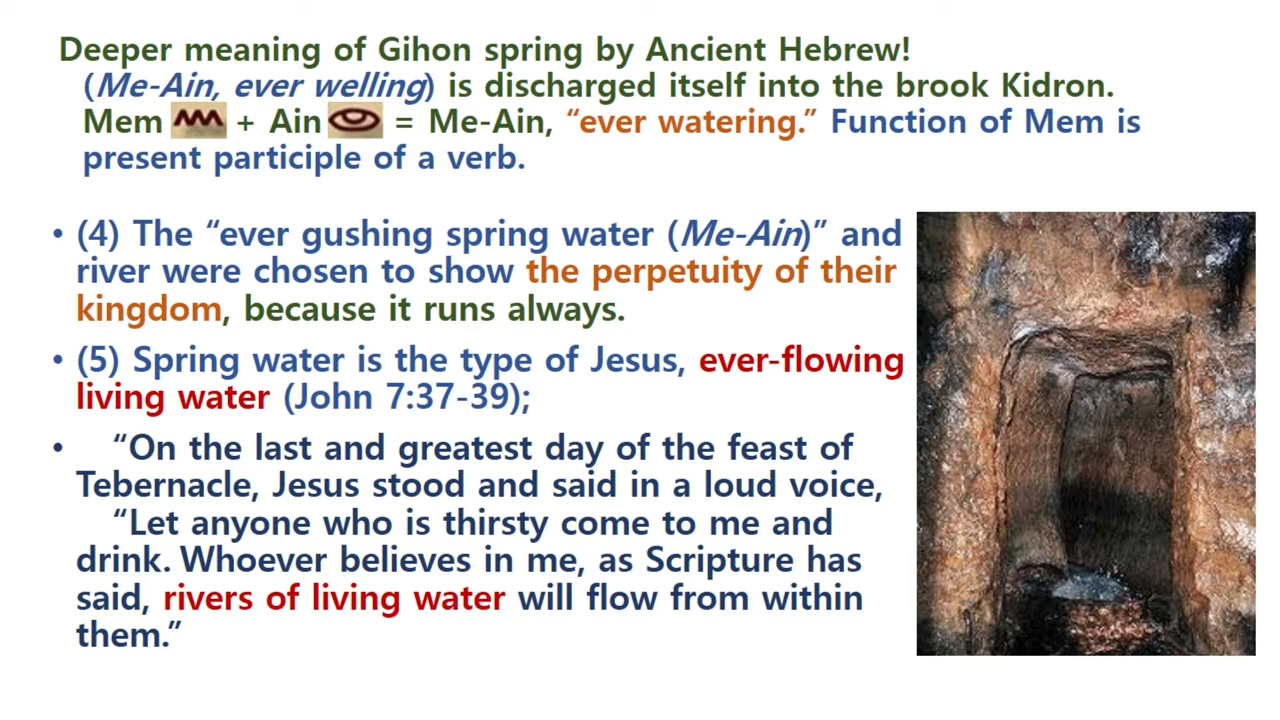 Deeper meaning of Gihon spring by Ancient Hebrew!
(Me-Ain, ever welling) is discharged itself into the brook Kidron.
Mem + Ain = Me-Ain, “ever watering.” Function of Mem is
present participle of a verb.
• (4) The “ever gushing spring water (Me-Ain)” and
river were chosen to show the perpetuity of their
kingdom, because it runs always.
• (5) Spring water is the type of Jesus, ever-flowing
living water (John 7:37-39);
• “On the last and greatest day of the feast of
Tebernacle, Jesus stood and said in a loud voice,
“Let anyone who is thirsty come to me and
drink. Whoever believes in me, as Scripture has
said, rivers of living water will flow from within
them.”